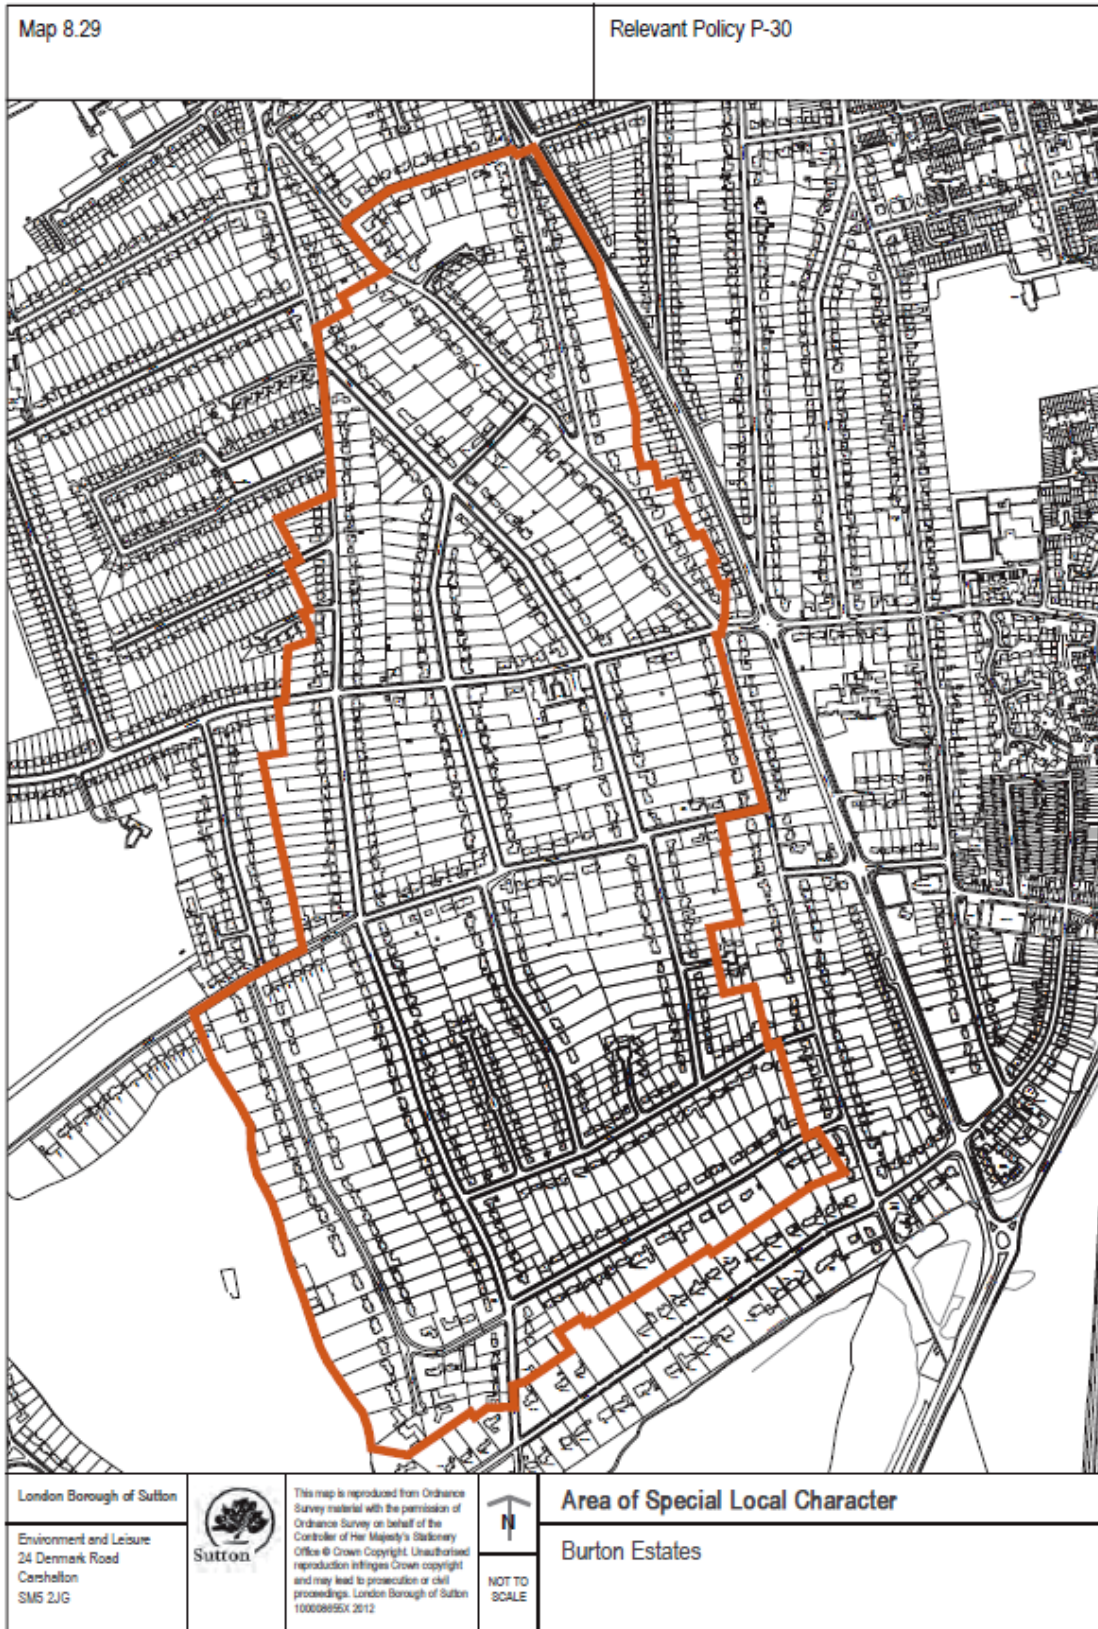 Map 8.29
Relevant Policy P-30
London Borough of Sutton
Environment and Leisure
24 Denmark Road
Carshalton
SM5 2JG
Sutton
This map is reproduced from Ordnance
Survey material with the permission of
Ordnance Survey on behalf of the
Controller of Her Majesty's Stationery
Office © Crown Copyright. Unauthorised
reproduction infringes Crown copyright
and may lead to prosecution or civil
proceedings. London Borough of Sutton
100008655X 2012
N
NOT TO
SCALE
Area of Special Local Character
Burton Estates